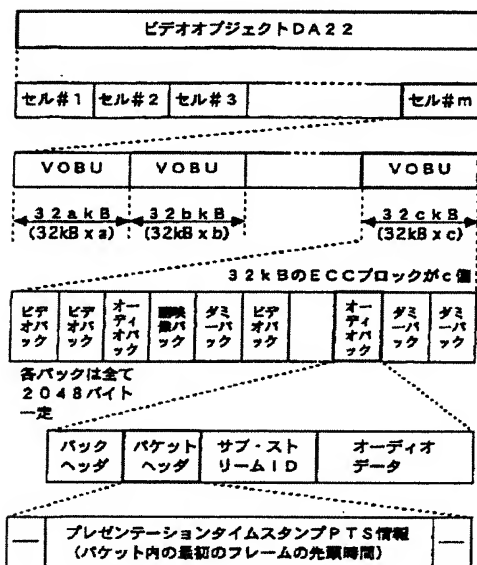 ビデオオブジェクトDA22
セル#1 セル#2 セル#3 セル#m
VOBU VOBU VOBU
32akB 32bkB 32ckB
(32kB x a) (32kB x b) (32kB x c)
32kBのECCブロックがc個
ビデオパック ビデオパック オーディオパック 副映像パック ダミーパック ビデオパック オーディオパック ダミーパック ダミーパック
各パックは全て
2048バイト
一定
パック パケット サブ・スト オーディオ
ヘッダ ヘッダ リームID データ
プレゼンテーションタイムスタンプPTS情報
(パケット内の最初のフレームの先頭時間)